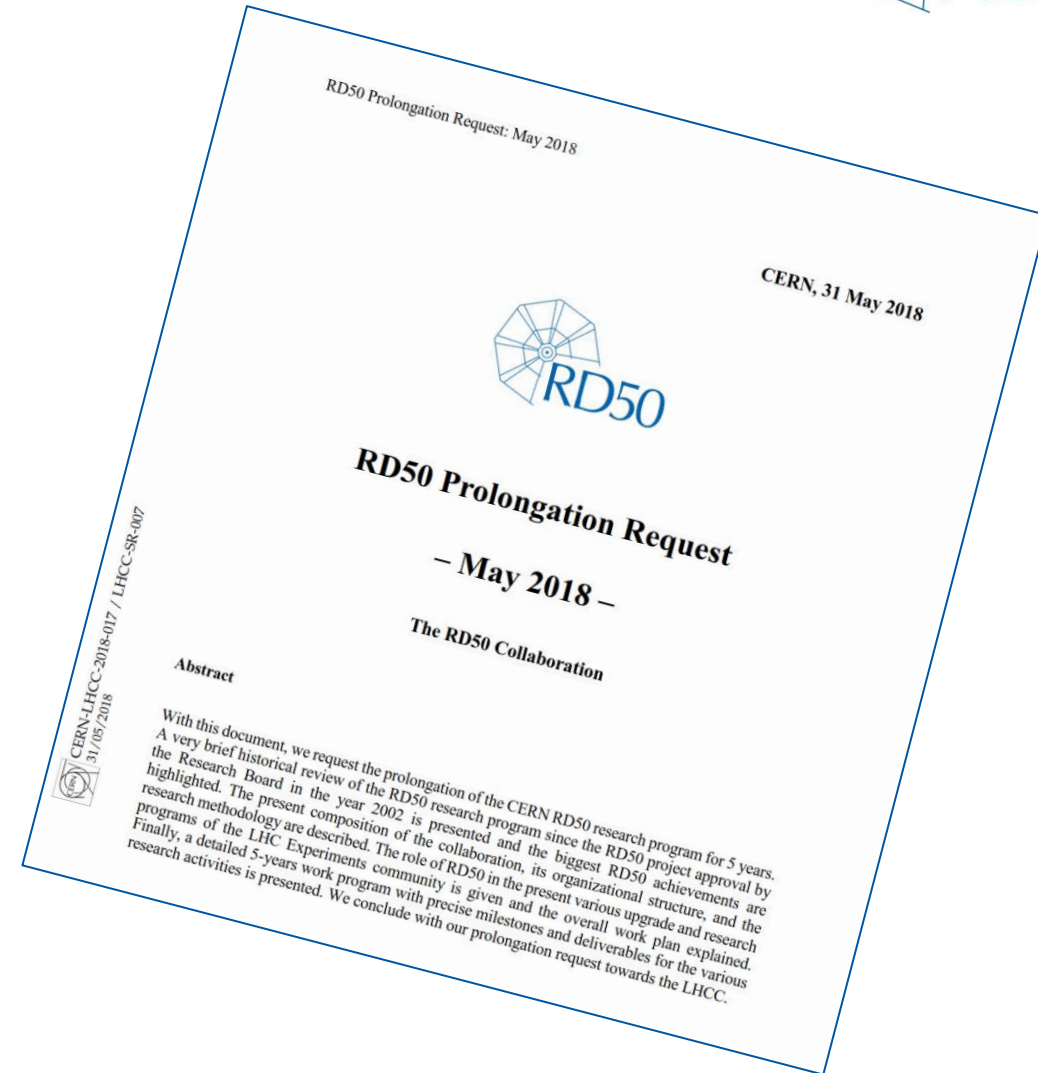 RD50 Prolongation Request: May 2018
CERN, 31 May 2018
RD50
RD50 Prolongation Request
– May 2018 –
The RD50 Collaboration
CERN-LHCC-2018-017 / LHCC-SR-007
31/05/2018
Abstract
With this document, we request the prolongation of the CERN RD50 research program for 5 years.
A very brief historical review of the RD50 research program since the RD50 project approval by
the Research Board in the year 2002 is presented and the biggest RD50 achievements are
highlighted. The present composition of the collaboration, its organizational structure, and the
research methodology are described. The role of RD50 in the present various upgrade and research
programs of the LHC Experiments community is given and the overall work plan explained.
Finally, a detailed 5-years work program with precise milestones and deliverables for the various
research activities is presented. We conclude with our prolongation request towards the LHCC.